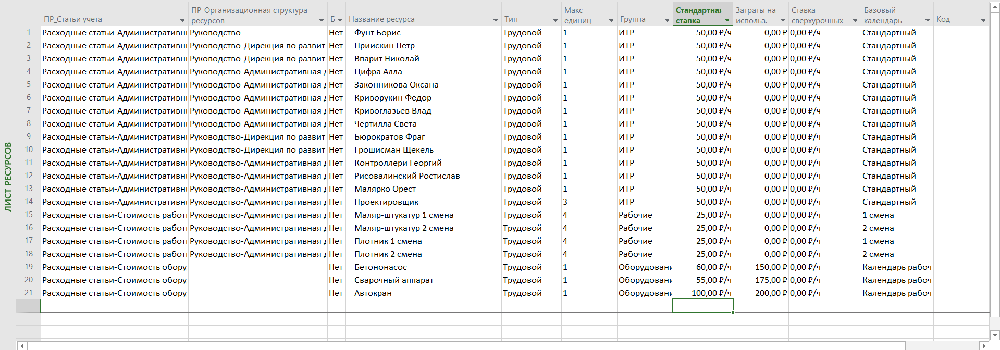 ЛИСТ РЕСУРСОВ
ПР_Статьи учета ПР_Организационная структура ресурсов Б Название ресурса Тип Макс единиц Группа Стандартная ставка Затраты на использ. Ставка сверхурочных Базовый календарь Код
1 Расходные статьи-Административн Руководство Нет Фунт Борис Трудовой 1 ИТР 50,00 ₽/ч 0,00 ₽ 0,00 ₽/ч Стандартный
2 Расходные статьи-Административн Руководство-Дирекция по развит Нет Приискин Петр Трудовой 1 ИТР 50,00 ₽/ч 0,00 ₽ 0,00 ₽/ч Стандартный
3 Расходные статьи-Административн Руководство-Дирекция по развит Нет Впарит Николай Трудовой 1 ИТР 50,00 ₽/ч 0,00 ₽ 0,00 ₽/ч Стандартный
4 Расходные статьи-Административн Руководство-Административная д Нет Цифра Алла Трудовой 1 ИТР 50,00 ₽/ч 0,00 ₽ 0,00 ₽/ч Стандартный
5 Расходные статьи-Административн Руководство-Административная д Нет Законникова Оксана Трудовой 1 ИТР 50,00 ₽/ч 0,00 ₽ 0,00 ₽/ч Стандартный
6 Расходные статьи-Административн Руководство-Административная д Нет Криворукин Федор Трудовой 1 ИТР 50,00 ₽/ч 0,00 ₽ 0,00 ₽/ч Стандартный
7 Расходные статьи-Административн Руководство-Административная д Нет Кривоглазьев Влад Трудовой 1 ИТР 50,00 ₽/ч 0,00 ₽ 0,00 ₽/ч Стандартный
8 Расходные статьи-Административн Руководство-Административная д Нет Чертилла Света Трудовой 1 ИТР 50,00 ₽/ч 0,00 ₽ 0,00 ₽/ч Стандартный
9 Расходные статьи-Административн Руководство-Дирекция по развит Нет Бюрократов Фраг Трудовой 1 ИТР 50,00 ₽/ч 0,00 ₽ 0,00 ₽/ч Стандартный
10 Расходные статьи-Административн Руководство-Дирекция по развит Нет Грошисман Щекель Трудовой 1 ИТР 50,00 ₽/ч 0,00 ₽ 0,00 ₽/ч Стандартный
11 Расходные статьи-Административн Руководство-Административная д Нет Контроллери Георгий Трудовой 1 ИТР 50,00 ₽/ч 0,00 ₽ 0,00 ₽/ч Стандартный
12 Расходные статьи-Административн Руководство-Административная д Нет Рисовалинский Ростислав Трудовой 1 ИТР 50,00 ₽/ч 0,00 ₽ 0,00 ₽/ч Стандартный
13 Расходные статьи-Административн Руководство-Административная д Нет Малярко Орест Трудовой 1 ИТР 50,00 ₽/ч 0,00 ₽ 0,00 ₽/ч Стандартный
14 Расходные статьи-Административн Руководство-Административная д Нет Проектировщик Трудовой 3 ИТР 50,00 ₽/ч 0,00 ₽ 0,00 ₽/ч Стандартный
15 Расходные статьи-Стоимость работ Руководство-Административная д Нет Маляр-штукатур 1 смена Трудовой 4 Рабочие 25,00 ₽/ч 0,00 ₽ 0,00 ₽/ч 1 смена
16 Расходные статьи-Стоимость работ Руководство-Административная д Нет Маляр-штукатур 2 смена Трудовой 4 Рабочие 25,00 ₽/ч 0,00 ₽ 0,00 ₽/ч 2 смена
17 Расходные статьи-Стоимость работ Руководство-Административная д Нет Плотник 1 смена Трудовой 4 Рабочие 25,00 ₽/ч 0,00 ₽ 0,00 ₽/ч 1 смена
18 Расходные статьи-Стоимость работ Руководство-Административная д Нет Плотник 2 смена Трудовой 4 Рабочие 25,00 ₽/ч 0,00 ₽ 0,00 ₽/ч 2 смена
19 Расходные статьи-Стоимость обору Нет Бетононасос Трудовой 1 Оборудовани 60,00 ₽/ч 150,00 ₽ 0,00 ₽/ч Календарь рабоч
20 Расходные статьи-Стоимость обору Нет Сварочный аппарат Трудовой 1 Оборудовани 55,00 ₽/ч 175,00 ₽ 0,00 ₽/ч Календарь рабоч
21 Расходные статьи-Стоимость обору Нет Автокран Трудовой 1 Оборудовани 100,00 ₽/ч 200,00 ₽ 0,00 ₽/ч Календарь рабоч